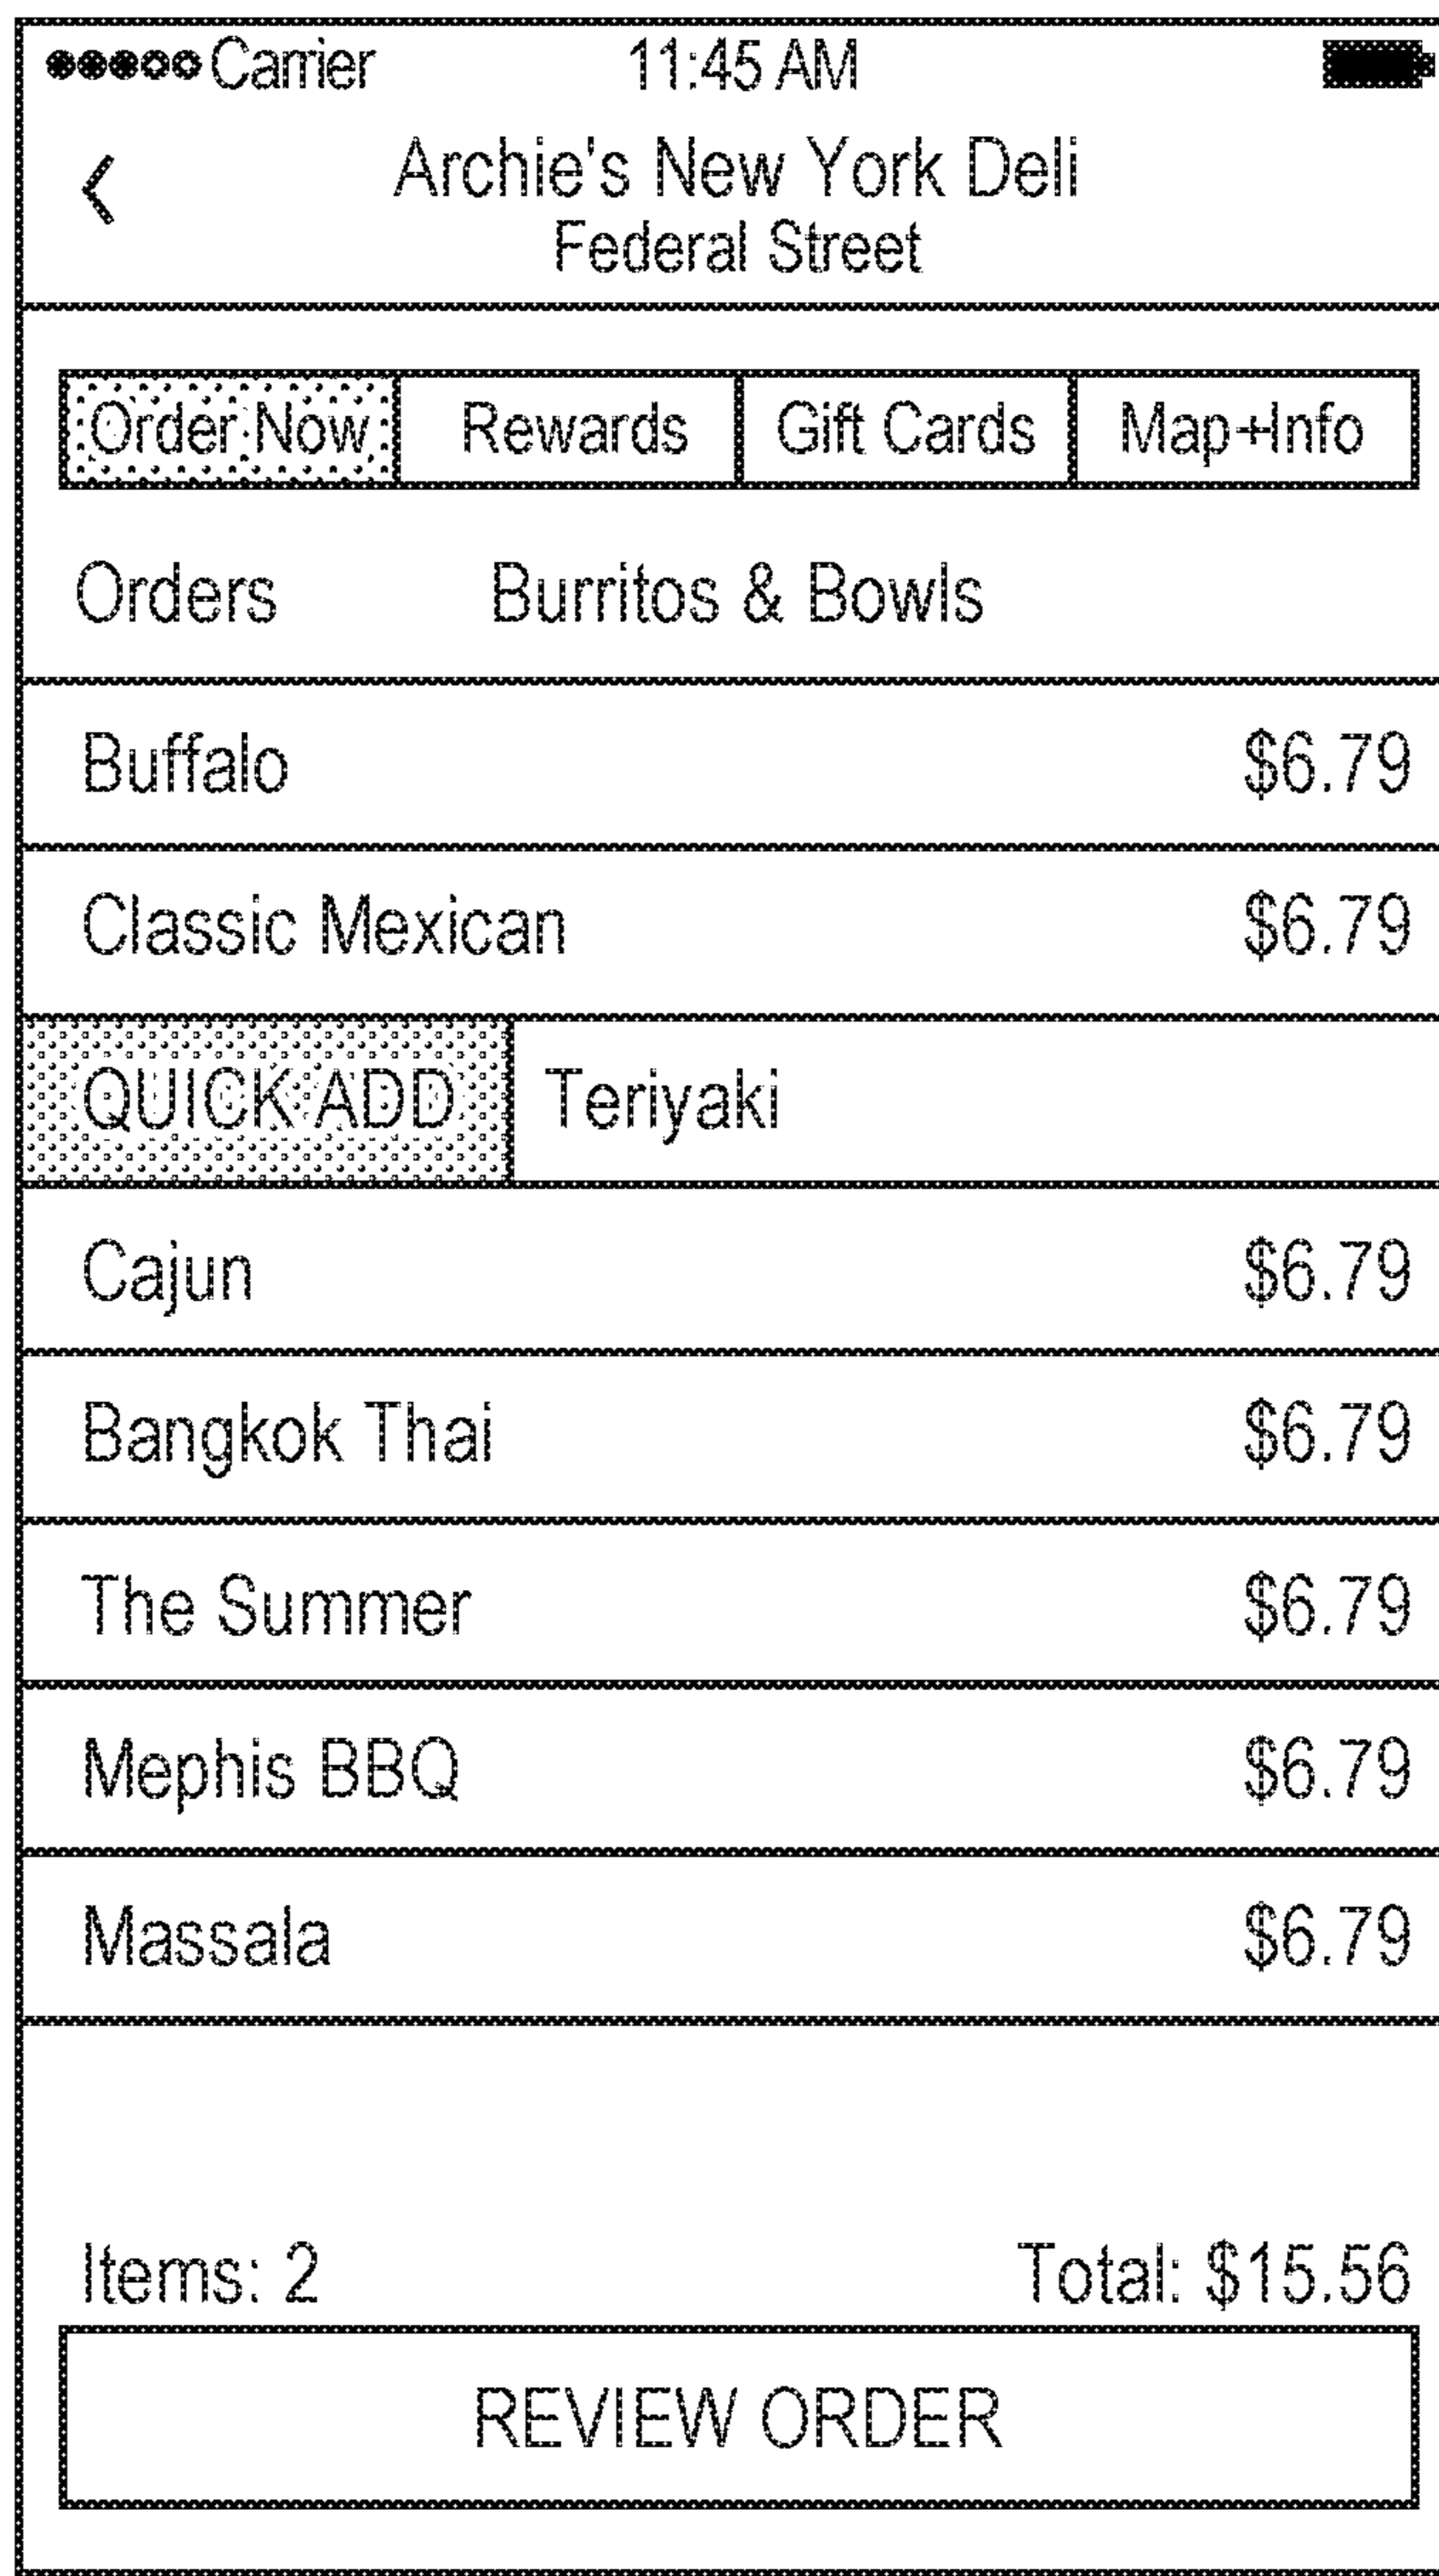 Carrier 11:45 AM
Archie's New York Deli
Federal Street
Order Now Rewards Gift Cards Map+Info
Orders Burritos & Bowls
Buffalo $6.79
Classic Mexican $6.79
QUICK ADD Teriyaki
Cajun $6.79
Bangkok Thai $6.79
The Summer $6.79
Mephis BBQ $6.79
Massala $6.79
Items: 2 Total: $15.56
REVIEW ORDER